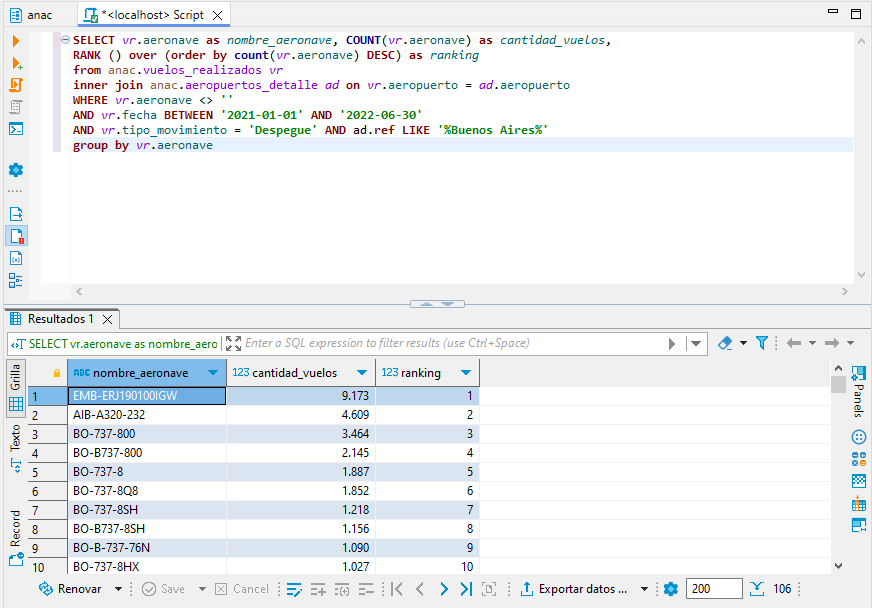 anac
*<localhost> Script
SELECT vr.aeronave as nombre_aeronave, COUNT(vr.aeronave) as cantidad_vuelos,
RANK () over (order by count(vr.aeronave) DESC) as ranking
from anac.vuelos_realizados vr
inner join anac.aeropuertos_detalle ad on vr.aeropuerto = ad.aeropuerto
WHERE vr.aeronave <> ''
AND vr.fecha BETWEEN '2021-01-01' AND '2022-06-30'
AND vr.tipo_movimiento = 'Despegue' AND ad.ref LIKE '%Buenos Aires%'
group by vr.aeronave
Resultados 1
SELECT vr.aeronave as nombre_aero
Enter a SQL expression to filter results (use Ctrl+Space)
Grilla
Texto
Record
Panels
ABC nombre_aeronave 123 cantidad_vuelos 123 ranking
1 EMB-ERJ190100IGW 9.173 1
2 AIB-A320-232 4.609 2
3 BO-737-800 3.464 3
4 BO-B737-800 2.145 4
5 BO-737-8 1.887 5
6 BO-737-8Q8 1.852 6
7 BO-737-8SH 1.218 7
8 BO-B737-8SH 1.156 8
9 BO-B-737-76N 1.090 9
10 BO-737-8HX 1.027 10
Renovar Save Cancel Exportar datos ... 200 106